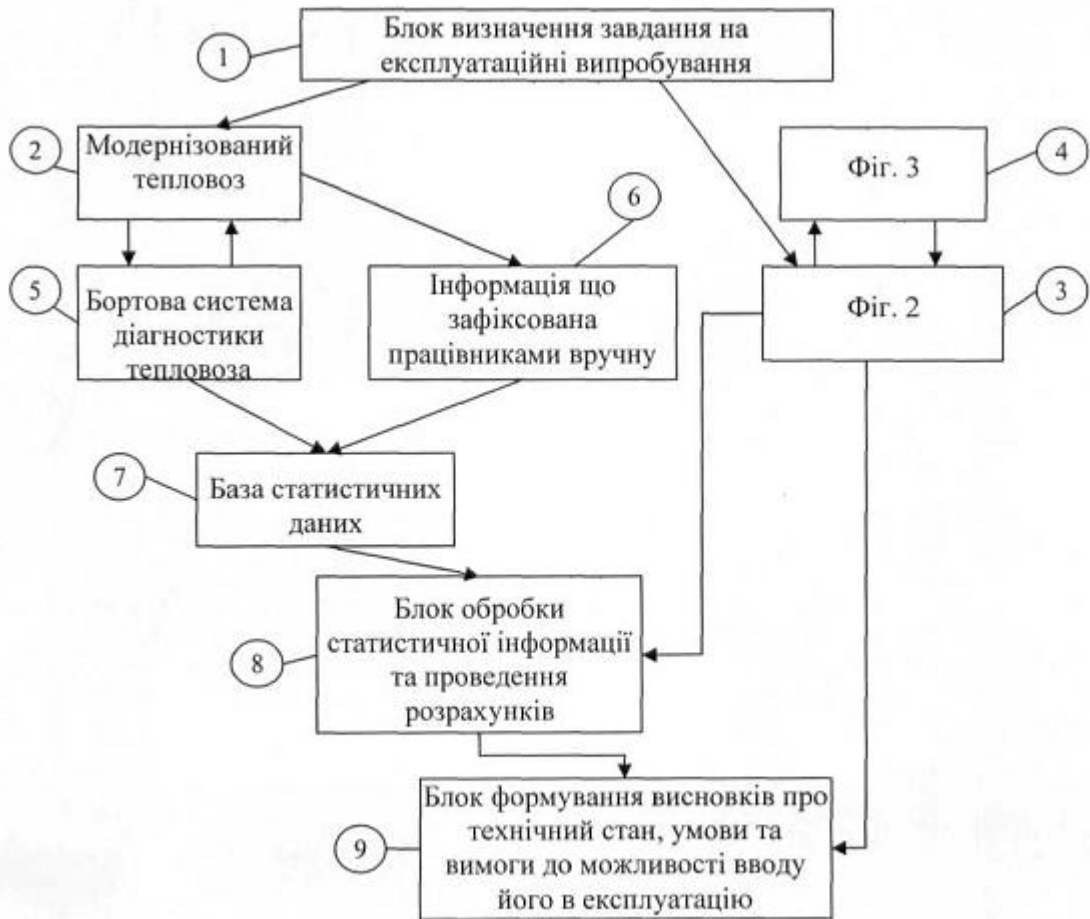 1
Блок визначення завдання на
експлуатаційні випробування
2
Модернізований
тепловоз
Фіг. 3
4
6
5
Бортова система
діагностики
тепловоза
Інформація що
зафіксована
працівниками вручну
Фіг. 2
3
7
База статистичних
даних
8
Блок обробки
статистичної інформації
та проведення
розрахунків
9
Блок формування висновків про
технічний стан, умови та
вимоги до можливості вводу
його в експлуатацію